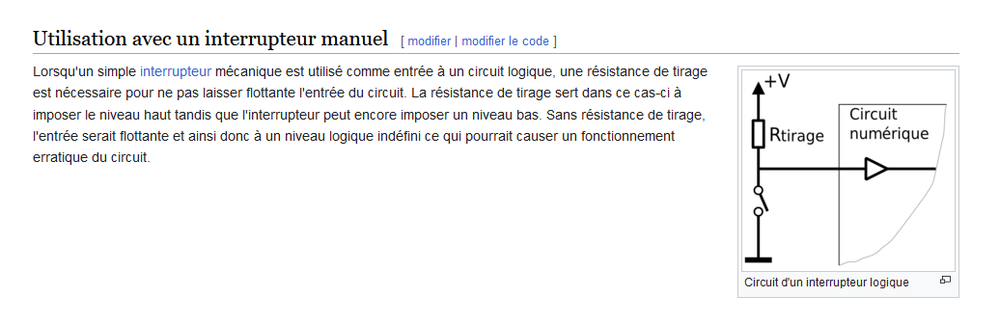 Utilisation avec un interrupteur manuel [ modifier | modifier le code ]
Lorsqu'un simple interrupteur mécanique est utilisé comme entrée à un circuit logique, une résistance de tirage
est nécessaire pour ne pas laisser flottante l'entrée du circuit. La résistance de tirage sert dans ce cas-ci à
imposer le niveau haut tandis que l'interrupteur peut encore imposer un niveau bas. Sans résistance de tirage,
l'entrée serait flottante et ainsi donc à un niveau logique indéfini ce qui pourrait causer un fonctionnement
erratique du circuit.
+V
Rtirage
Circuit
numérique
Circuit d'un interrupteur logique